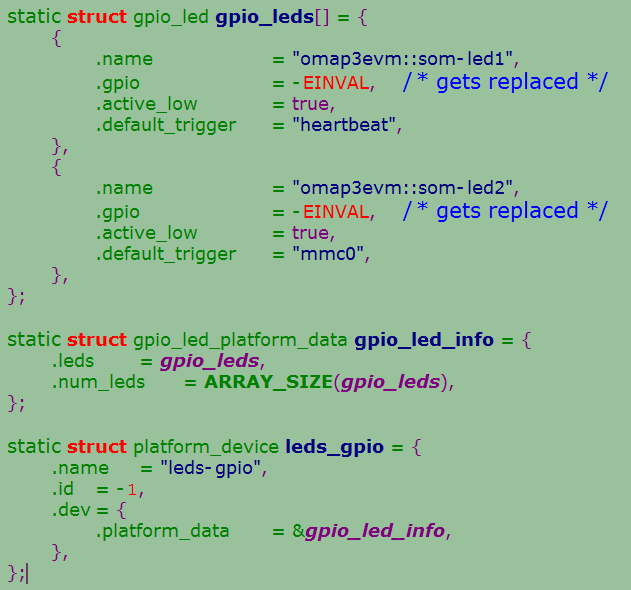 static struct gpio_led gpio_leds[] = {
{
.name = "omap3evm::som-led1",
.gpio = -EINVAL, /* gets replaced */
.active_low = true,
.default_trigger = "heartbeat",
},
{
.name = "omap3evm::som-led2",
.gpio = -EINVAL, /* gets replaced */
.active_low = true,
.default_trigger = "mmc0",
},
};
static struct gpio_led_platform_data gpio_led_info = {
.leds = gpio_leds,
.num_leds = ARRAY_SIZE(gpio_leds),
};
static struct platform_device leds_gpio = {
.name = "leds-gpio",
.id = -1,
.dev = {
.platform_data = &gpio_led_info,
},
};